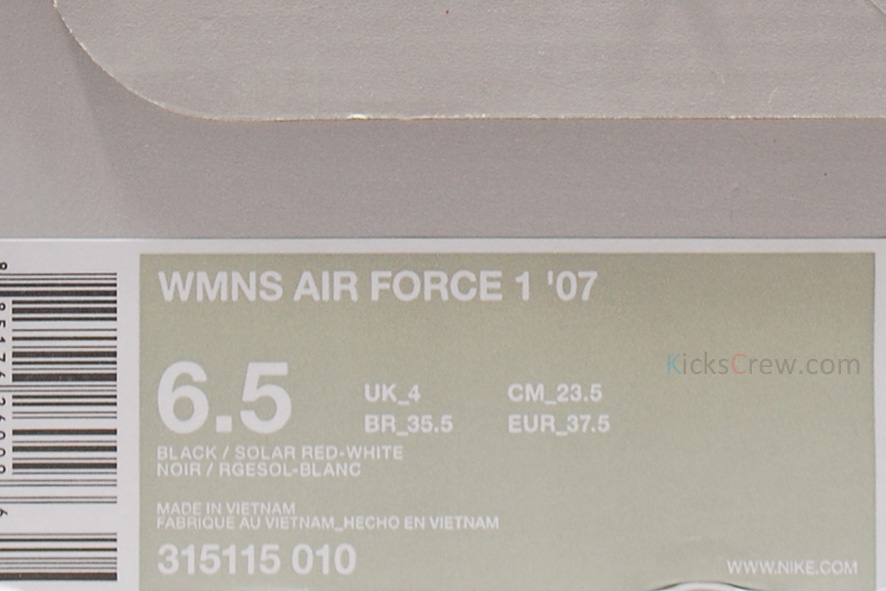 WMNS AIR FORCE 1 '07
6.5
UK_4 CM_23.5
BR_35.5 EUR_37.5
KicksCrew.com
BLACK / SOLAR RED-WHITE
NOIR / RGESOL-BLANC
MADE IN VIETNAM
FABRIQUE AU VIETNAM_HECHO EN VIETNAM
315115 010
WWW.NIKE.COM